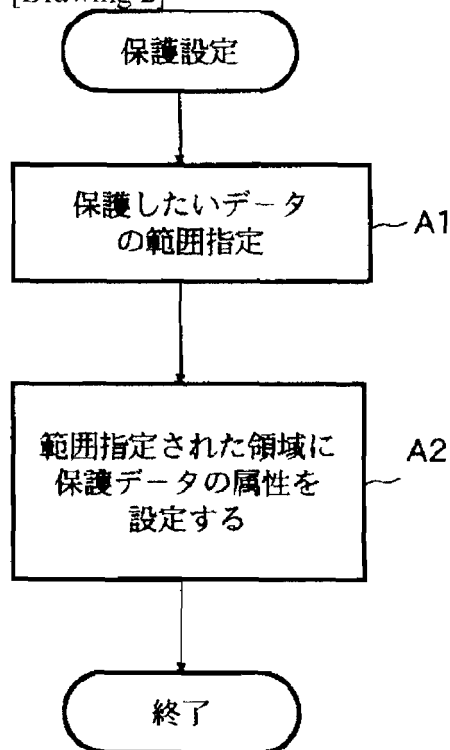 [Drawing 2]
保護設定
保護したいデータ
の範囲指定
A1
範囲指定された領域に
保護データの属性を
設定する
A2
終了